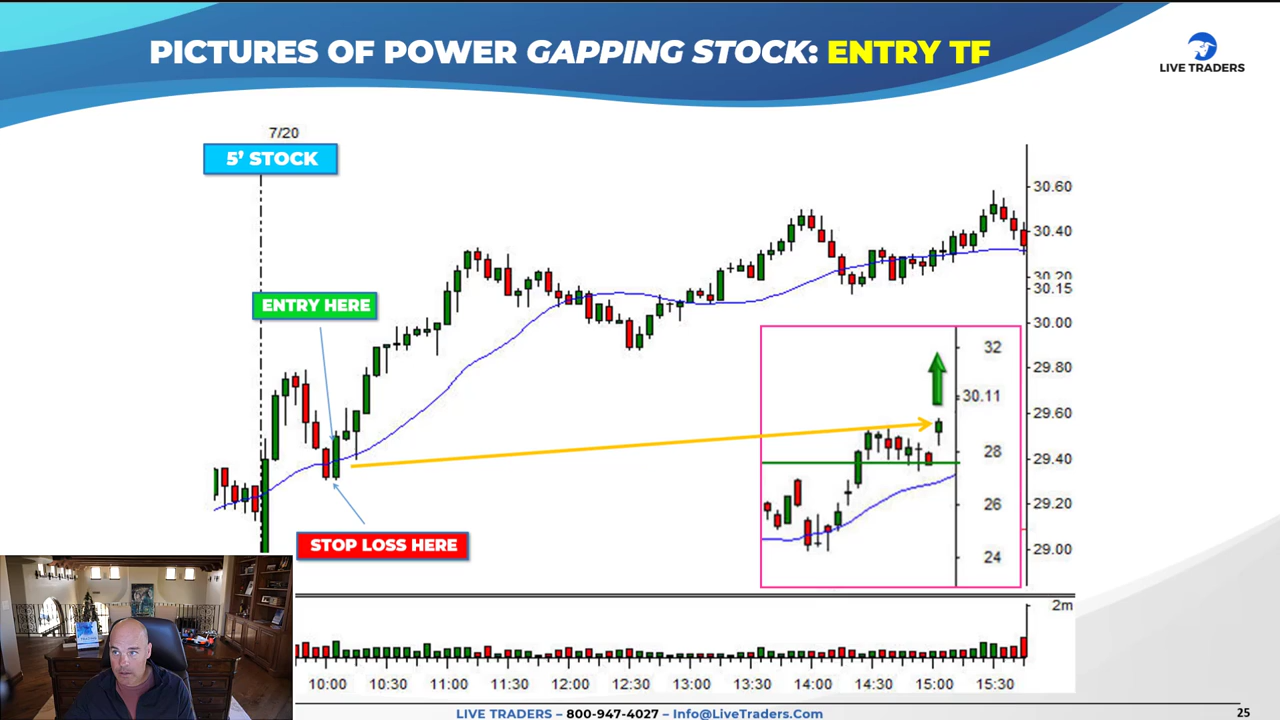 PICTURES OF POWER GAPPING STOCK: ENTRY TF
LIVE TRADERS
7/20
5' STOCK
ENTRY HERE
STOP LOSS HERE
30.60
30.40
30.20
30.15
30.00
29.80
29.60
29.40
29.20
29.00
32
30.11
28
26
24
2m
10:00 10:30 11:00 11:30 12:00 12:30 13:00 13:30 14:00 14:30 15:00 15:30
LIVE TRADERS – 800-947-4027 – Info@LiveTraders.Com
25